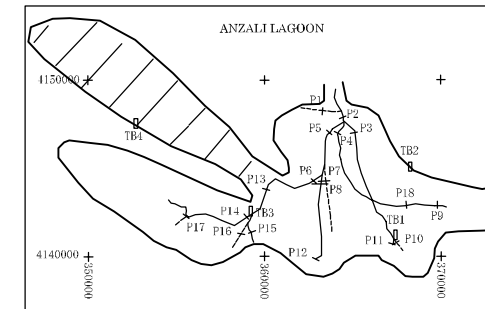 ANZALI LAGOON
4150000
P1
P2
P5
P4
P3
TB4
TB2
P6
P7
P8
P13
P18
P9
P14
TB3
TB1
P17
P16
P15
P11
P10
P12
4140000
350000
360000
370000